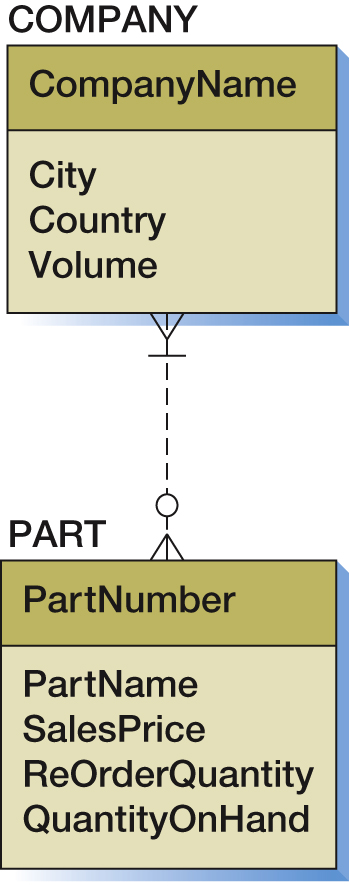 COMPANY
CompanyName
City
Country
Volume
PART
PartNumber
PartName
SalesPrice
ReOrderQuantity
QuantityOnHand